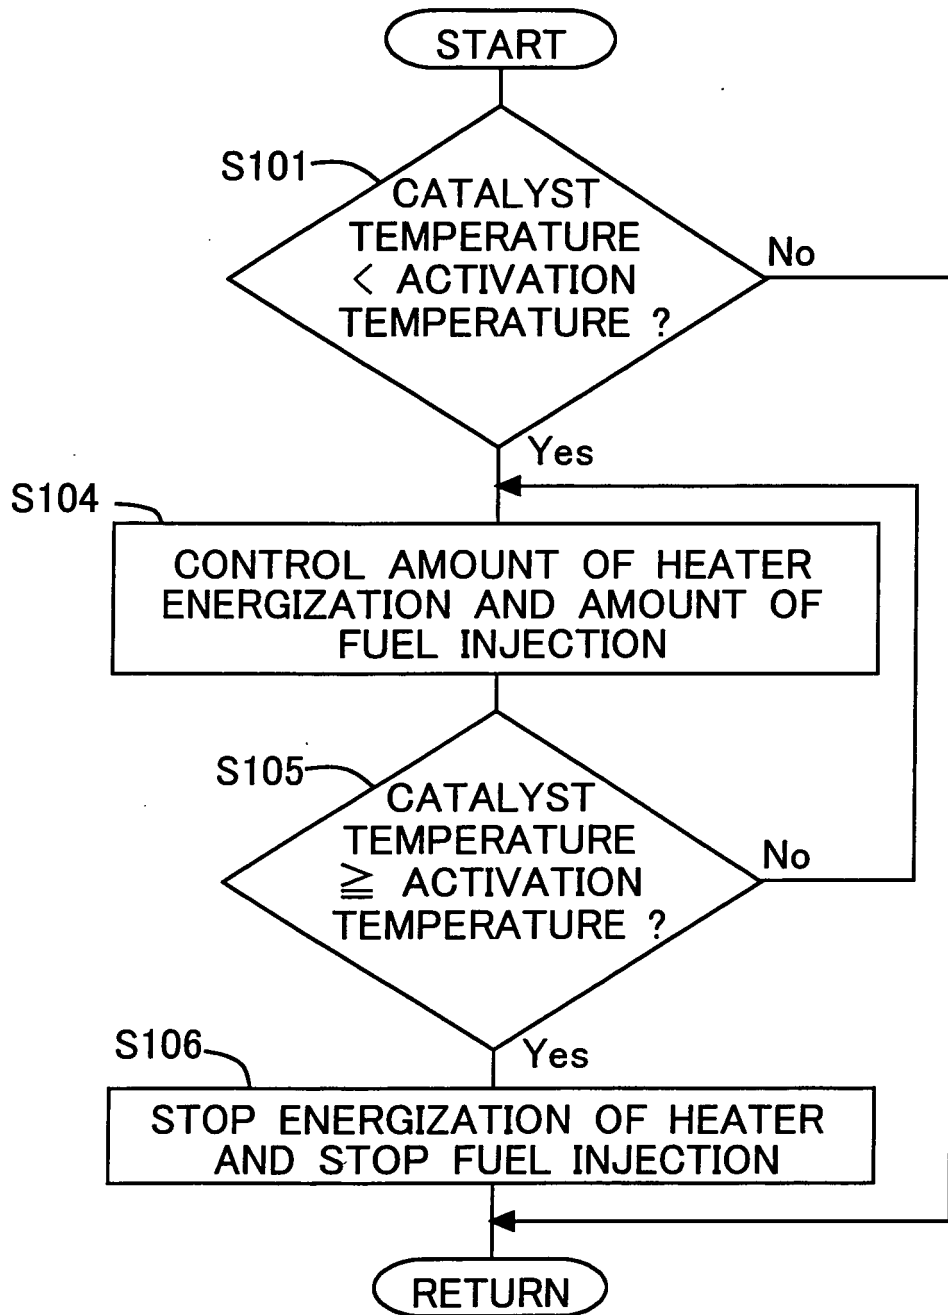 START
S101
CATALYST
TEMPERATURE
< ACTIVATION
TEMPERATURE ?
No
Yes
S104
CONTROL AMOUNT OF HEATER
ENERGIZATION AND AMOUNT OF
FUEL INJECTION
S105
CATALYST
TEMPERATURE
≧ ACTIVATION
TEMPERATURE ?
No
Yes
S106
STOP ENERGIZATION OF HEATER
AND STOP FUEL INJECTION
RETURN